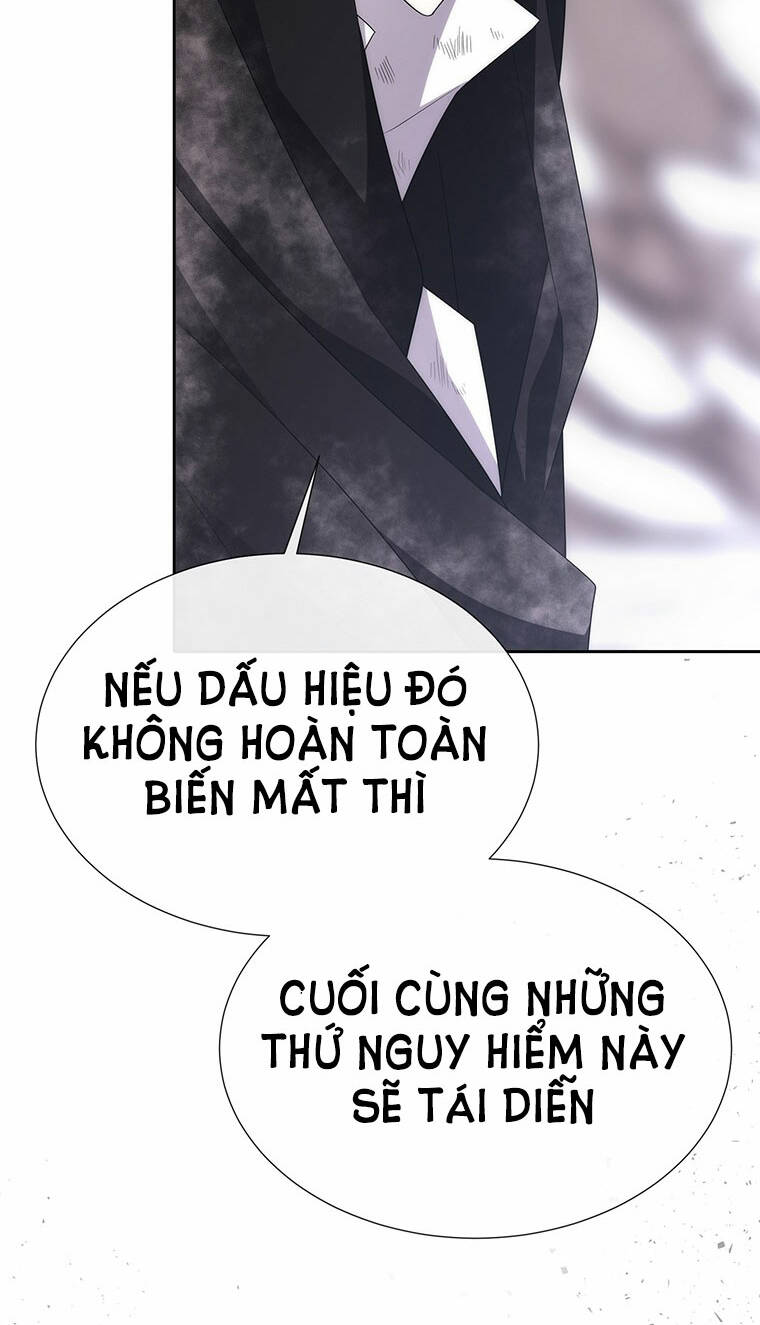 NẾU DẤU HIỆU ĐÓ
KHÔNG HOÀN TOÀN
BIẾN MẤT THÌ
CUỐI CÙNG NHỮNG
THỨ NGUY HIỂM NÀY
SẼ TÁI DIỄN